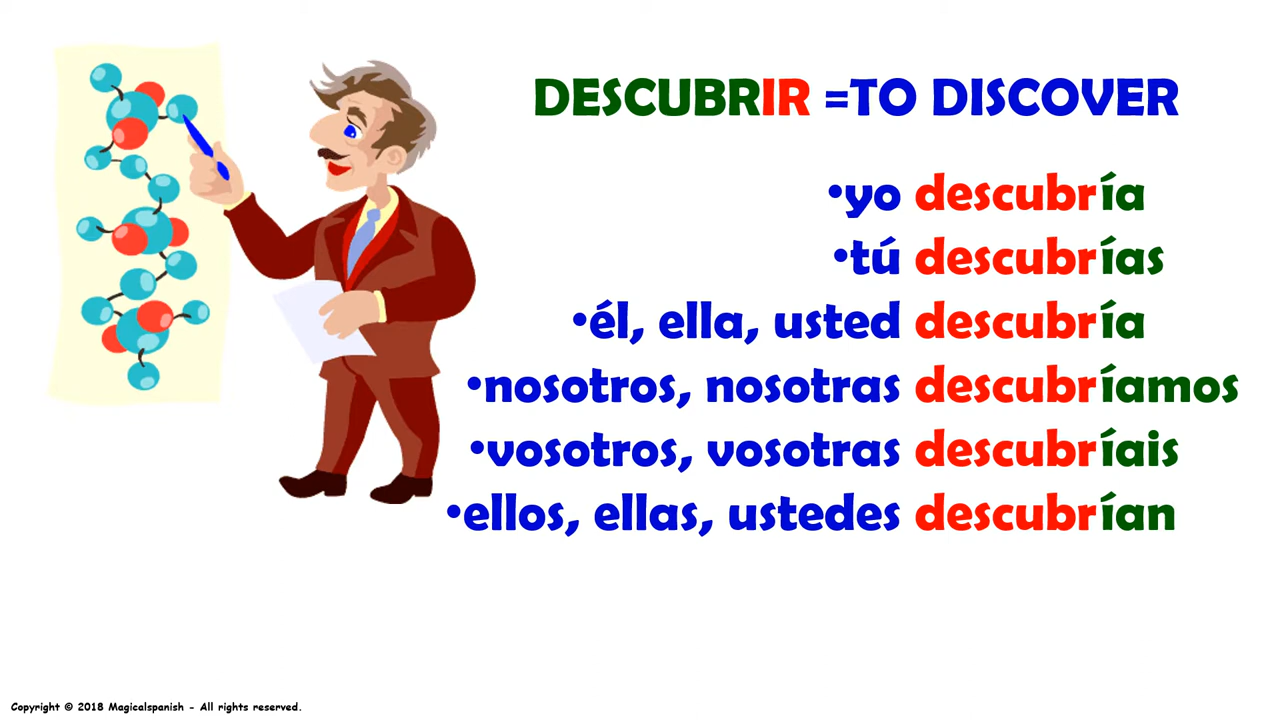 DESCUBRIR =TO DISCOVER
•yo descubría
•tú descubrías
•él, ella, usted descubría
•nosotros, nosotras descubríamos
•vosotros, vosotras descubríais
•ellos, ellas, ustedes descubrían
Copyright © 2018 Magicalspanish - All rights reserved.